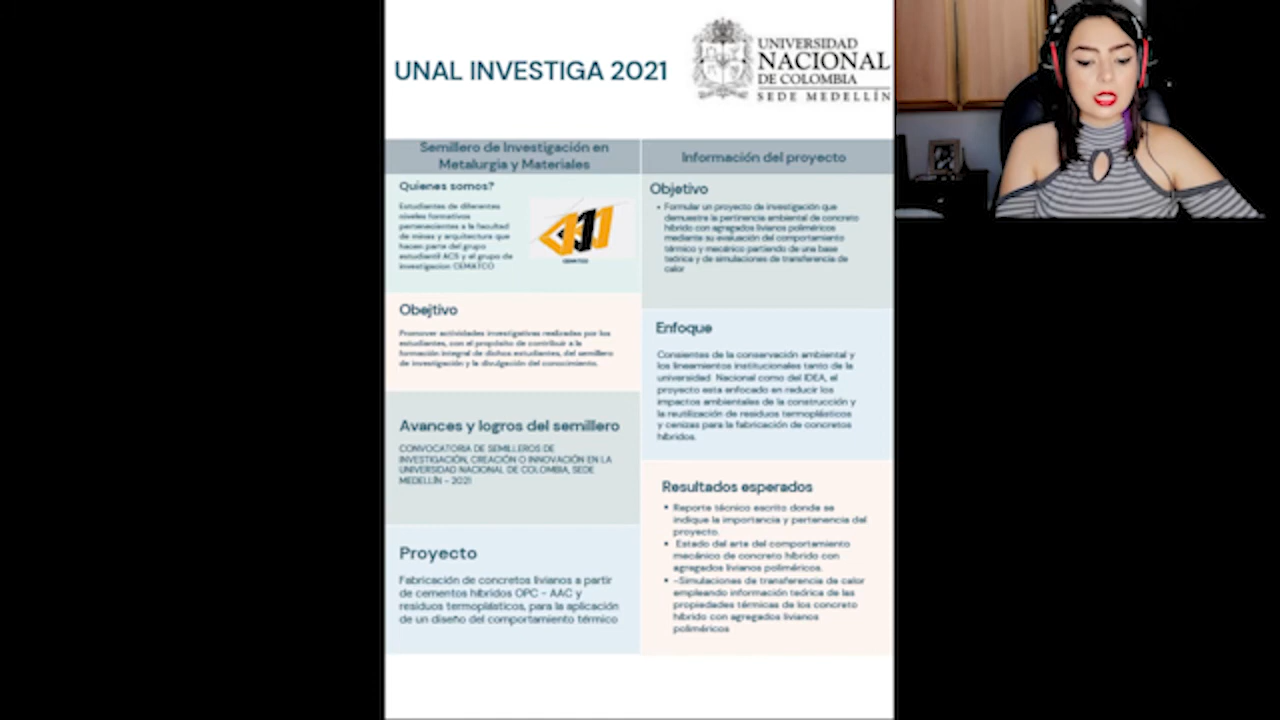 UNAL INVESTIGA 2021
UNIVERSIDAD
NACIONAL
DE COLOMBIA
SEDE MEDELLÍN
Semillero de Investigación en
Metalurgia y Materiales
Quienes somos?
Estudiantes de diferentes
niveles formativos
pertenecientes a la facultad
de minas y arquitectura que
hacen parte del grupo
estudiantil ACS y el grupo de
investigacion CEMATCO
CEMATCO
Obejtivo
Promover actividades investigativas realizadas por los
estudiantes, con el propósito de contribuir a la
formación integral de dichos estudiantes, del semillero
de investigación y la divulgación del conocimiento.
Avances y logros del semillero
CONVOCATORIA DE SEMILLEROS DE
INVESTIGACIÓN, CREACIÓN O INNOVACIÓN EN LA
UNIVERSIDAD NACIONAL DE COLOMBIA, SEDE
MEDELLÍN - 2021
Proyecto
Fabricación de concretos livianos a partir
de cementos híbridos OPC - AAC y
residuos termoplásticos, para la aplicación
de un diseño del comportamiento térmico
Información del proyecto
Objetivo
• Formular un proyecto de investigación que
demuestre la pertinencia ambiental de concreto
híbrido con agregados livianos poliméricos
mediante su evaluación del comportamiento
térmico y mecánico partiendo de una base
teórica y de simulaciones de transferencia de
calor
Enfoque
Consientes de la conservación ambiental y
los lineamientos institucionales tanto de la
universidad Nacional como del IDEA, el
proyecto esta enfocado en reducir los
impactos ambientales de la construcción y
la reutilización de residuos termoplásticos
y cenizas para la fabricación de concretos
híbridos.
Resultados esperados
• Reporte técnico escrito donde se
indique la importancia y pertenencia del
proyecto.
• Estado del arte del comportamiento
mecánico de concreto híbrido con
agregados livianos poliméricos.
• -Simulaciones de transferencia de calor
empleando información teórica de las
propiedades térmicas de los concreto
híbrido con agregados livianos
poliméricos